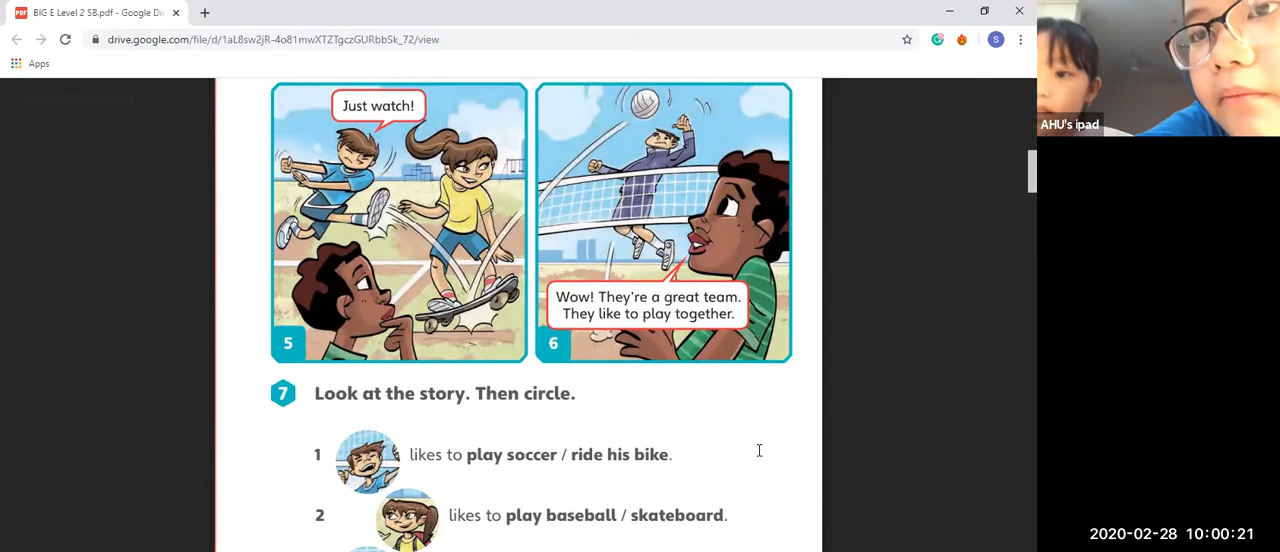 BIG E Level 2 S8.pdf - Google Dr
drive.google.com/file/d/1aL8sw2jR-4o81mwXTZTgczGURbbSk_72/view
S
Apps
Just watch!
5
Wow! They're a great team.
They like to play together.
6
7 Look at the story. Then circle.
1 likes to play soccer / ride his bike.
2 likes to play baseball / skateboard.
AHU's ipad
2020-02-28 10:00:21